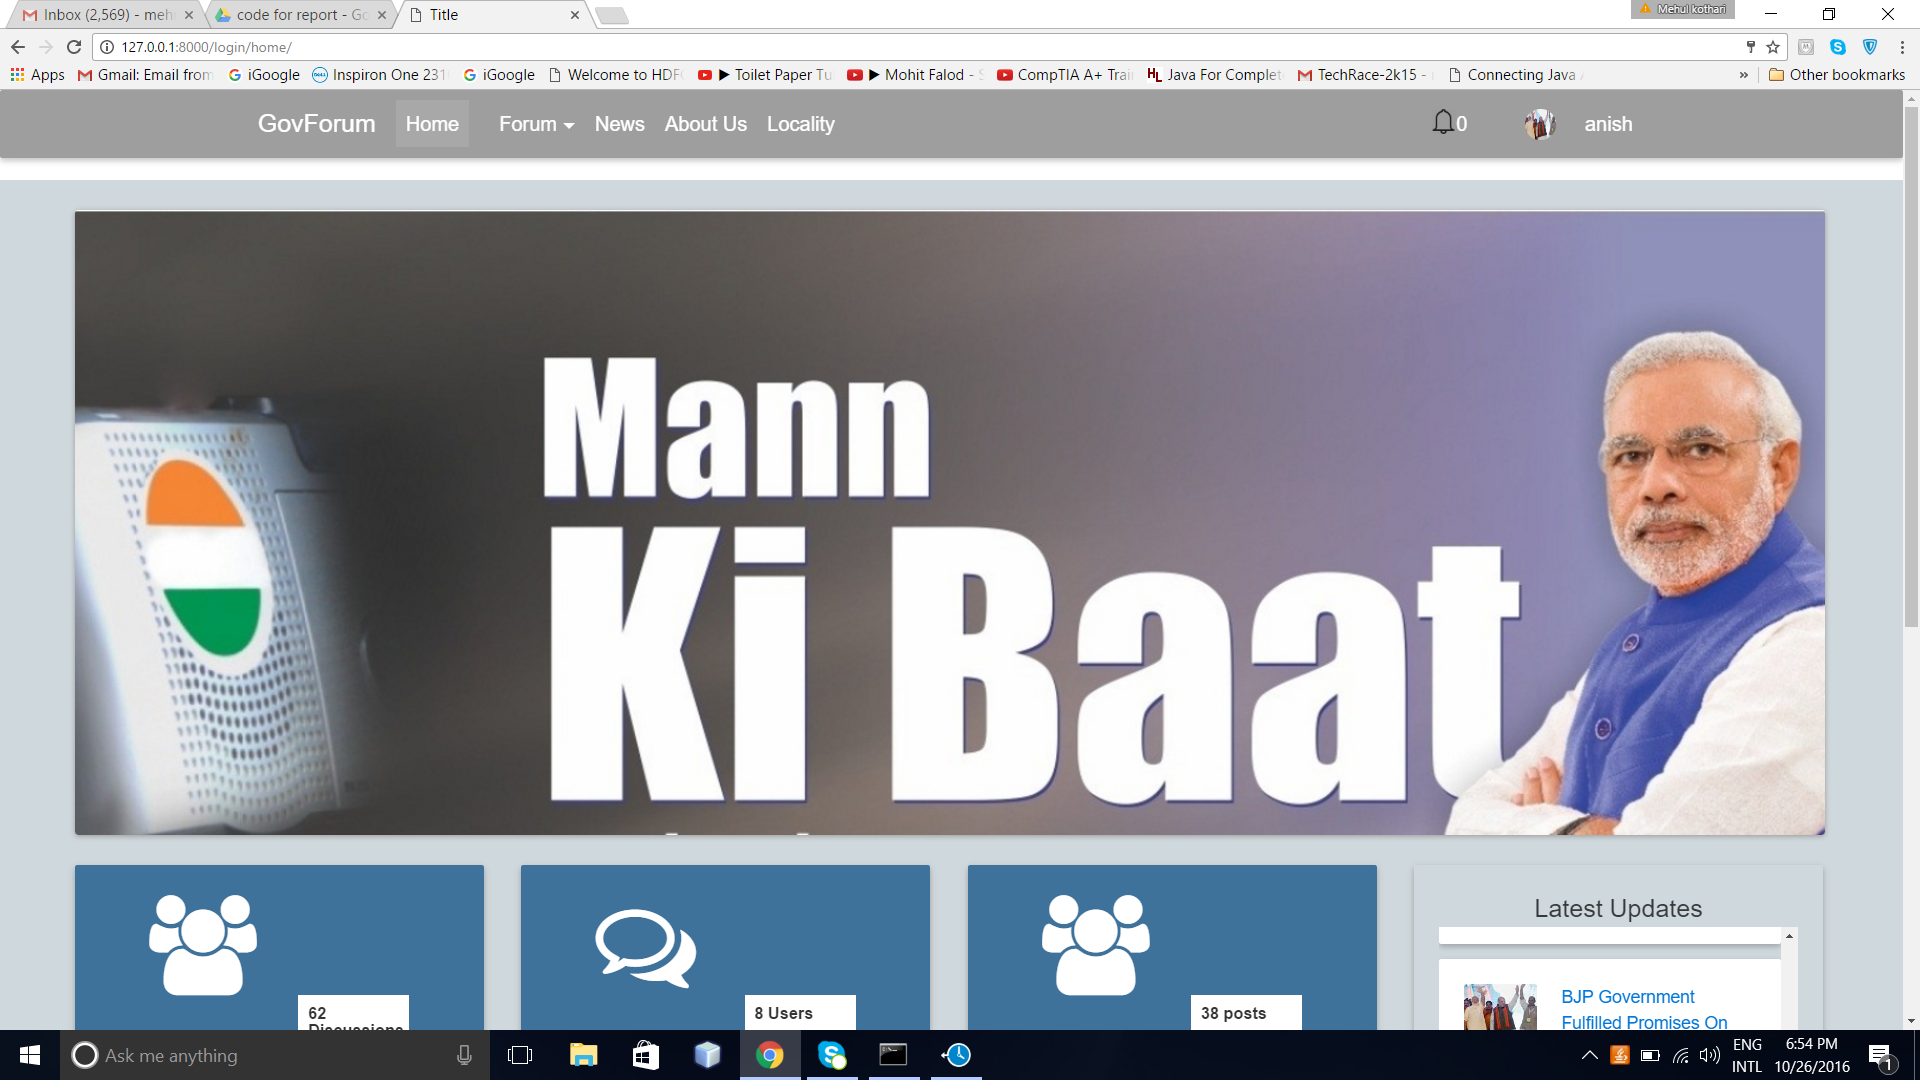 Inbox (2,569) - meh
code for report - Go
Title
Mehul kothari
127.0.0.1:8000/login/home/
Apps
Gmail: Email from
iGoogle
Inspiron One 231
iGoogle
Welcome to HDF
▶ Toilet Paper Tu
▶ Mohit Falod - S
CompTIA A+ Trai
HL Java For Complet
TechRace-2k15 -
Connecting Java
»
Other bookmarks
GovForum
Home
Forum
News
About Us
Locality
0
anish
Mann
Ki Baat
62
Discussions
8 Users
38 posts
Latest Updates
BJP Government
Fulfilled Promises On
Ask me anything
ENG
INTL
6:54 PM
10/26/2016
1